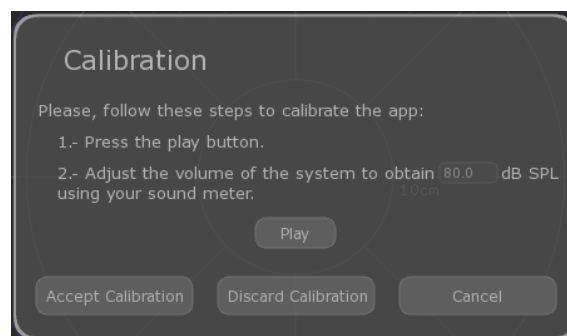 Calibration
Please, follow these steps to calibrate the app:
1.- Press the play button.
2.- Adjust the volume of the system to obtain 80.0 dB SPL
using your sound meter.
10cm
Play
Accept Calibration Discard Calibration Cancel